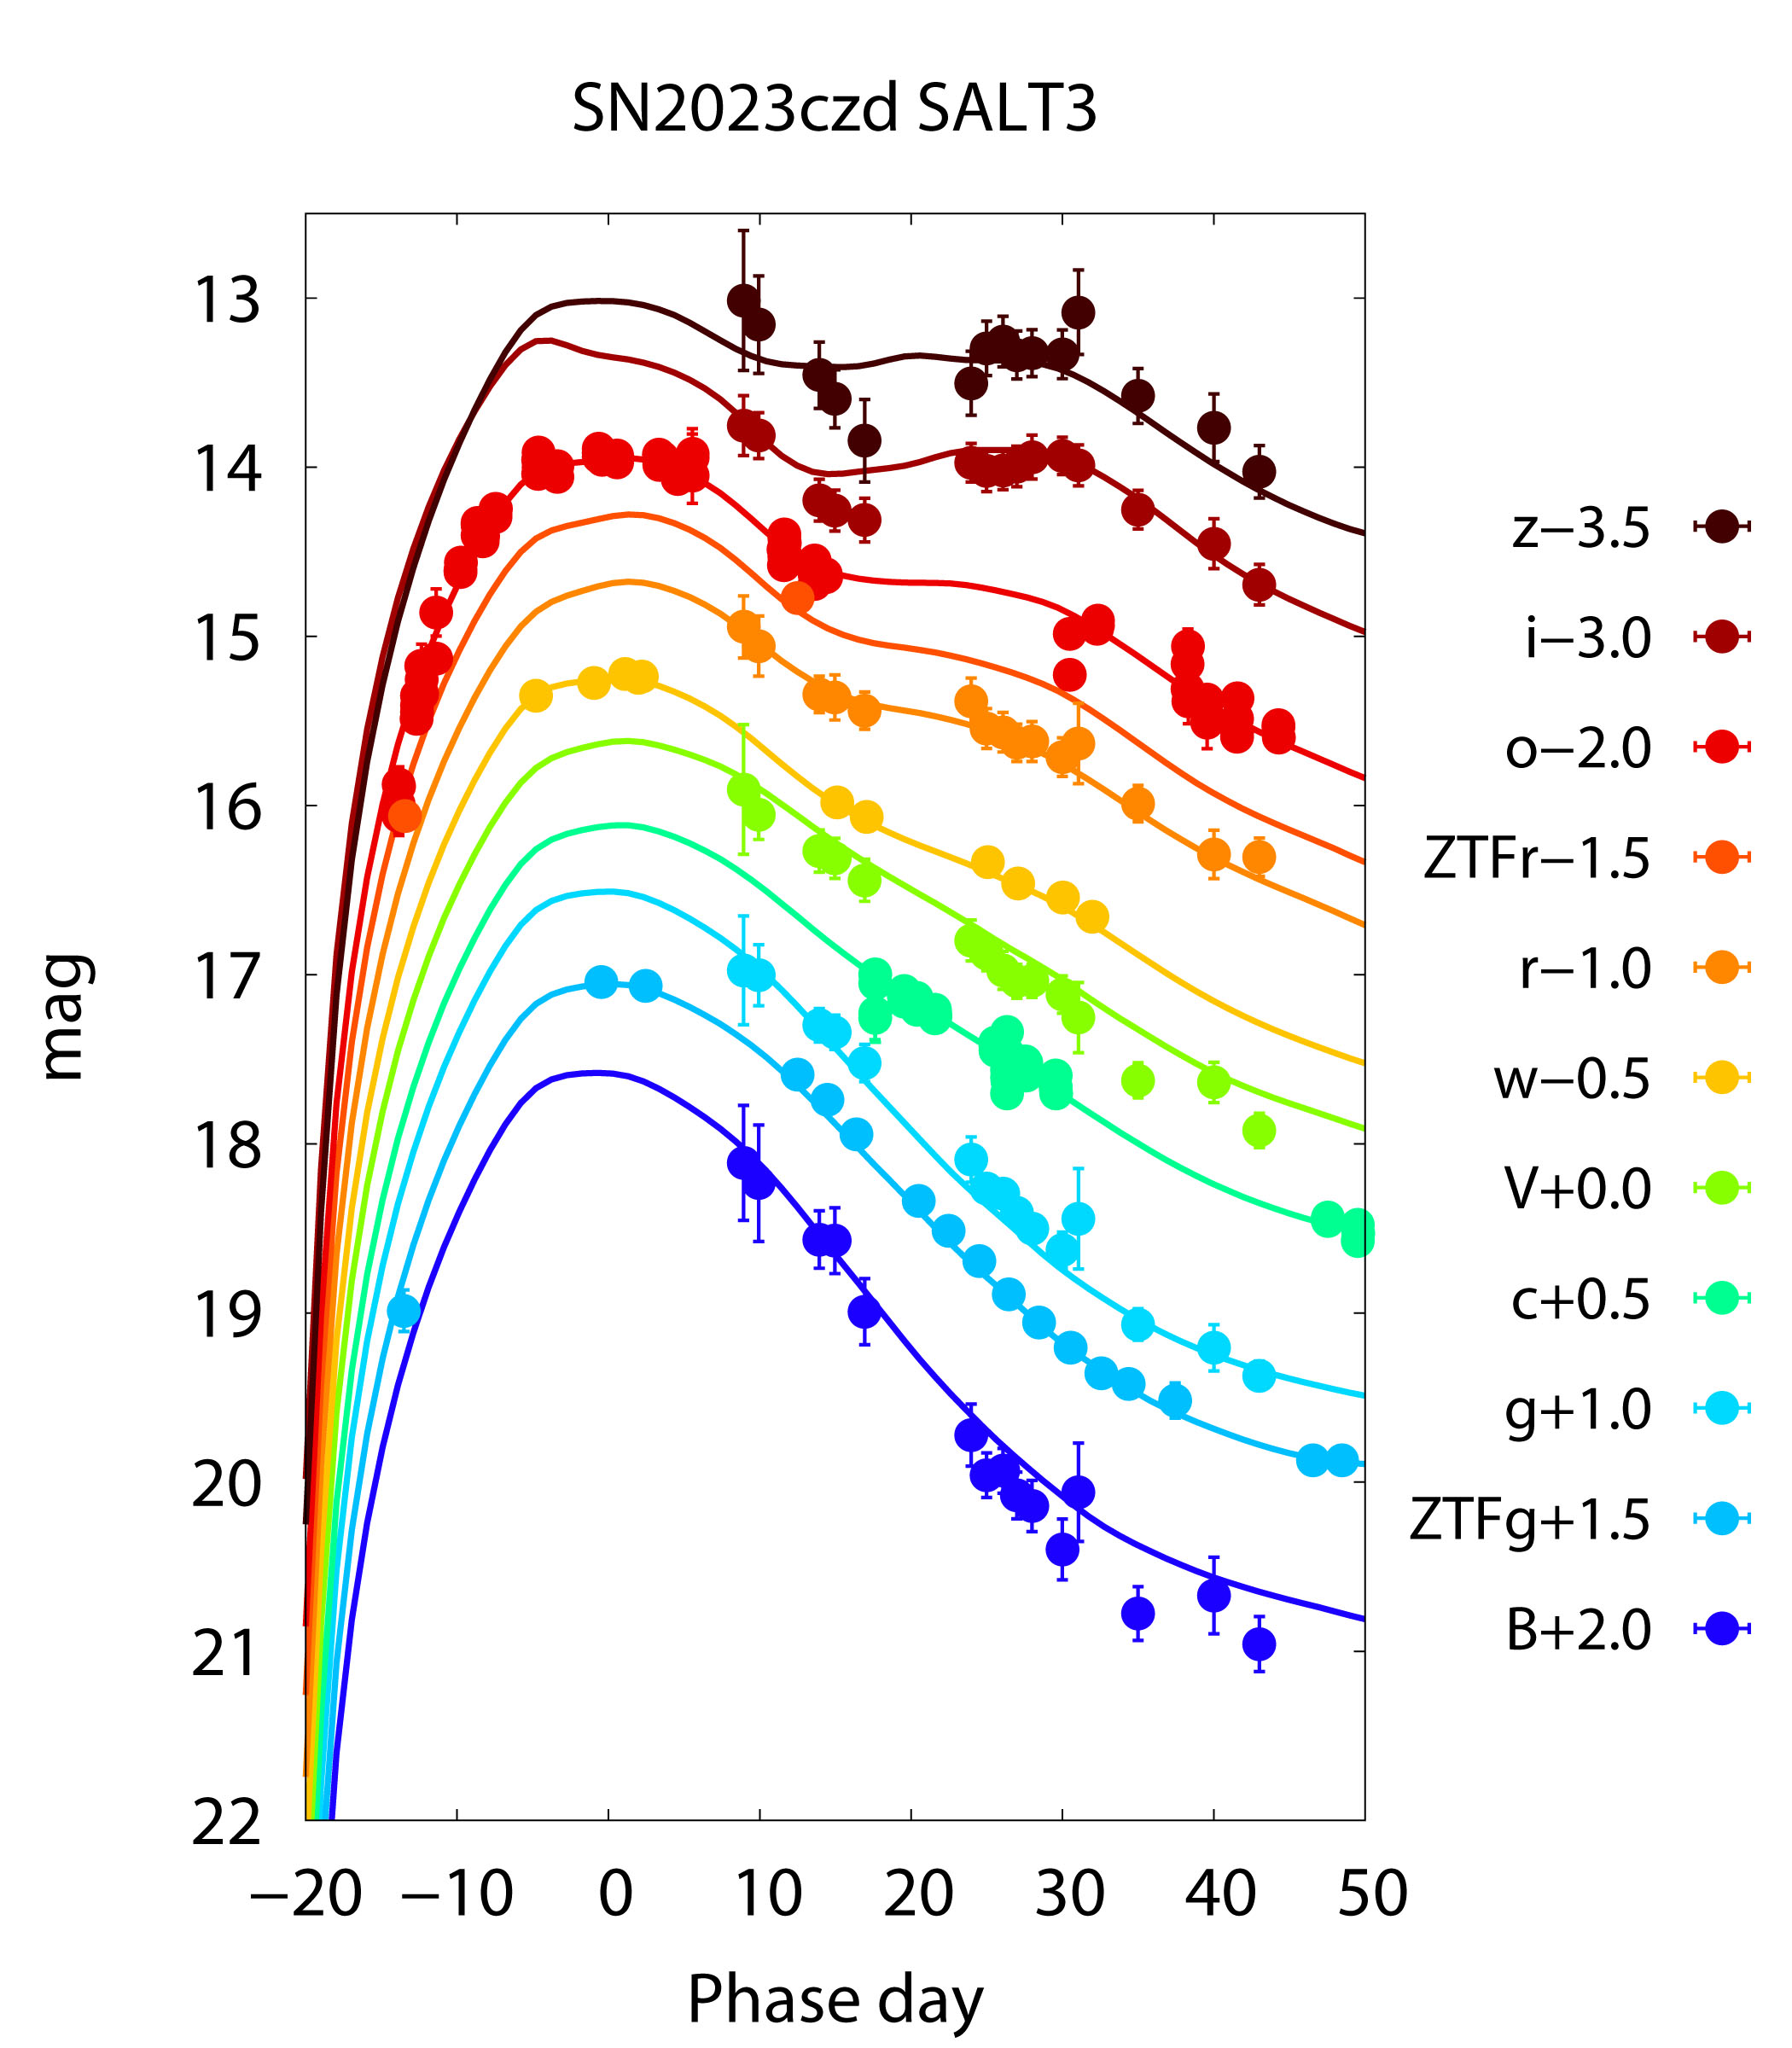 SN2023czd SALT3
mag
13
14
15
16
17
18
19
20
21
22
−20 −10 0 10 20 30 40 50
Phase day
z−3.5
i−3.0
o−2.0
ZTFr−1.5
r−1.0
w−0.5
V+0.0
c+0.5
g+1.0
ZTFg+1.5
B+2.0